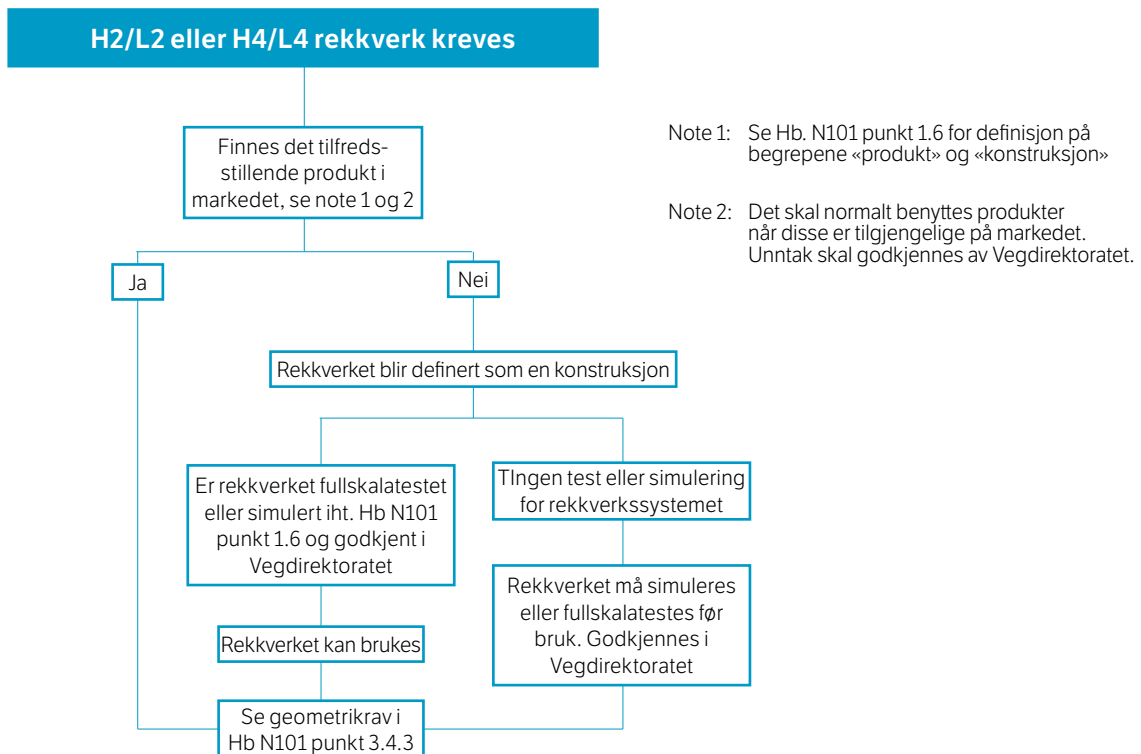 H2/L2 eller H4/L4 rekkverk kreves
Finnes det tilfreds-
stillende produkt i
markedet, se note 1 og 2
Note 1: Se Hb. N101 punkt 1.6 for definisjon på
begrepene «produkt» og «konstruksjon»
Note 2: Det skal normalt benyttes produkter
når disse er tilgjengelige på markedet.
Unntak skal godkjennes av Vegdirektoratet.
Ja
Nei
Rekkverket blir definert som en konstruksjon
Er rekkverket fullskalatestet
eller simulert iht. Hb N101
punkt 1.6 og godkjent i
Vegdirektoratet
TIngen test eller simulering
for rekkverkssystemet
Rekkverket kan brukes
Rekkverket må simuleres
eller fullskalatestes før
bruk. Godkjennes i
Vegdirektoratet
Se geometrikrav i
Hb N101 punkt 3.4.3